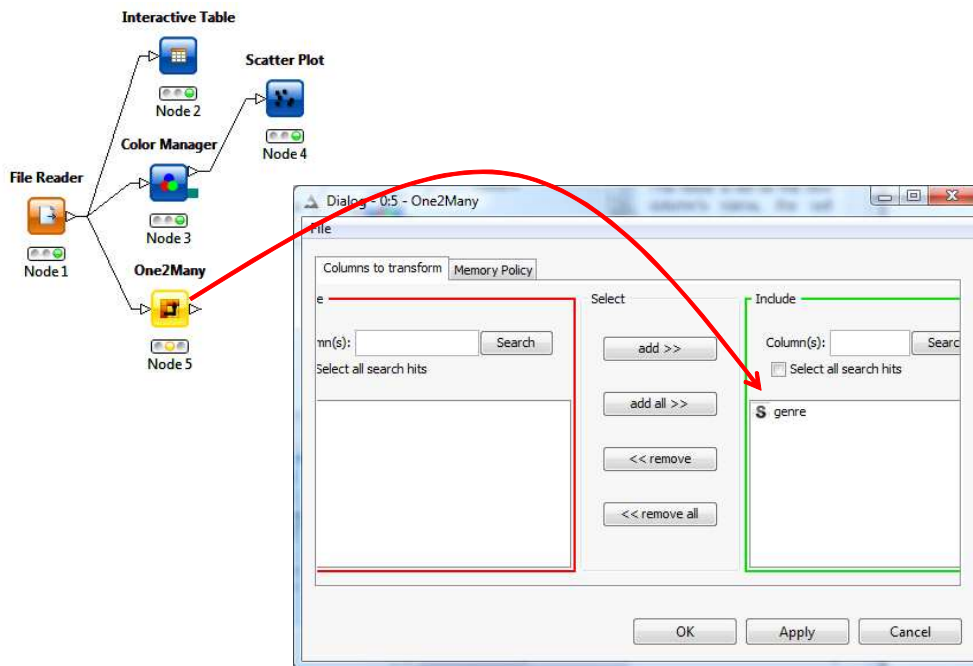 Interactive Table
Node 2
Scatter Plot
Node 4
Color Manager
Node 3
File Reader
Node 1
One2Many
Node 5
Dialog - 0:5 - One2Many
File
Columns to transform
Memory Policy
e
mn(s):
Search
Select all search hits
Select
add >>
add all >>
<< remove
<< remove all
Include
Column(s):
Searc
Select all search hits
S genre
OK
Apply
Cancel